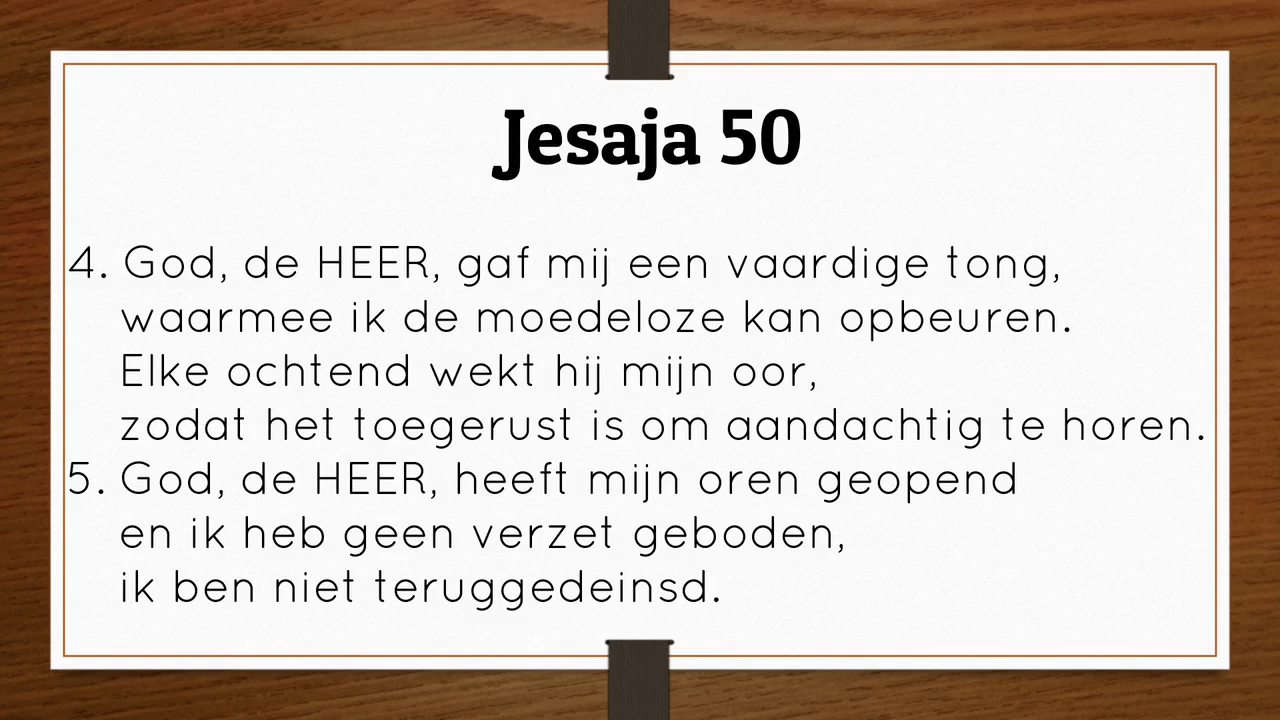 Jesaja 50
4. God, de HEER, gaf mij een vaardige tong,
waarmee ik de moedeloze kan opbeuren.
Elke ochtend wekt hij mijn oor,
zodat het toegerust is om aandachtig te horen.
5. God, de HEER, heeft mijn oren geopend
en ik heb geen verzet geboden,
ik ben niet teruggedeinsd.